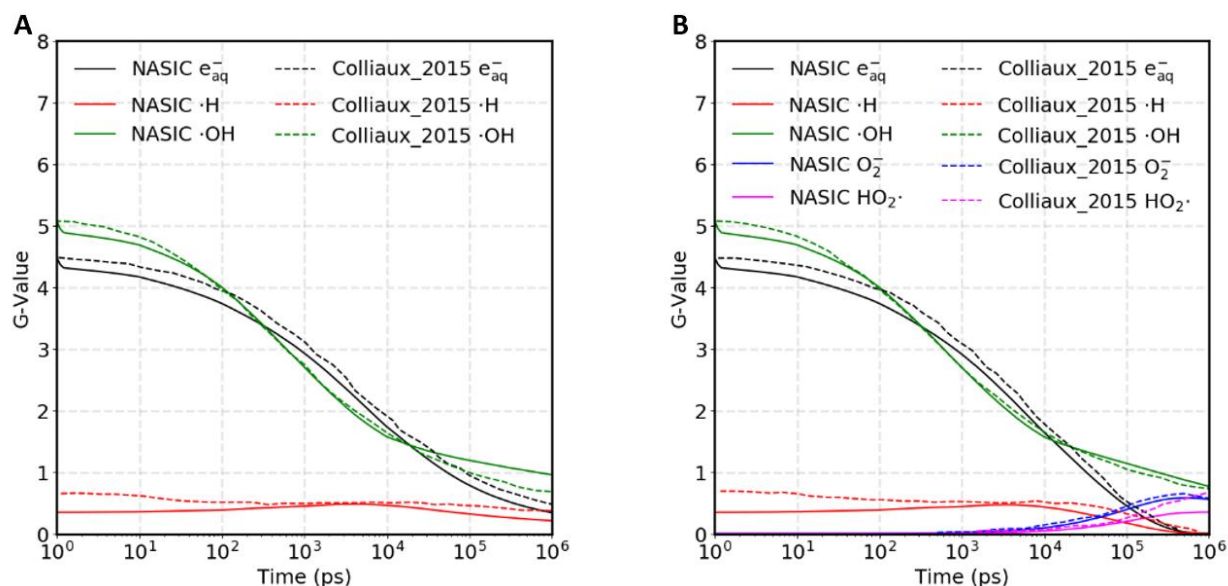 A
8
7
6
5
4
3
2
1
0
G-Value
NASIC e⁻aq
NASIC ·H
NASIC ·OH
Colliaux_2015 e⁻aq
Colliaux_2015 ·H
Colliaux_2015 ·OH
10⁰ 10¹ 10² 10³ 10⁴ 10⁵ 10⁶
Time (ps)
B
8
7
6
5
4
3
2
1
0
G-Value
NASIC e⁻aq
NASIC ·H
NASIC ·OH
NASIC O₂⁻
NASIC HO₂·
Colliaux_2015 e⁻aq
Colliaux_2015 ·H
Colliaux_2015 ·OH
Colliaux_2015 O₂⁻
Colliaux_2015 HO₂·
10⁰ 10¹ 10² 10³ 10⁴ 10⁵ 10⁶
Time (ps)